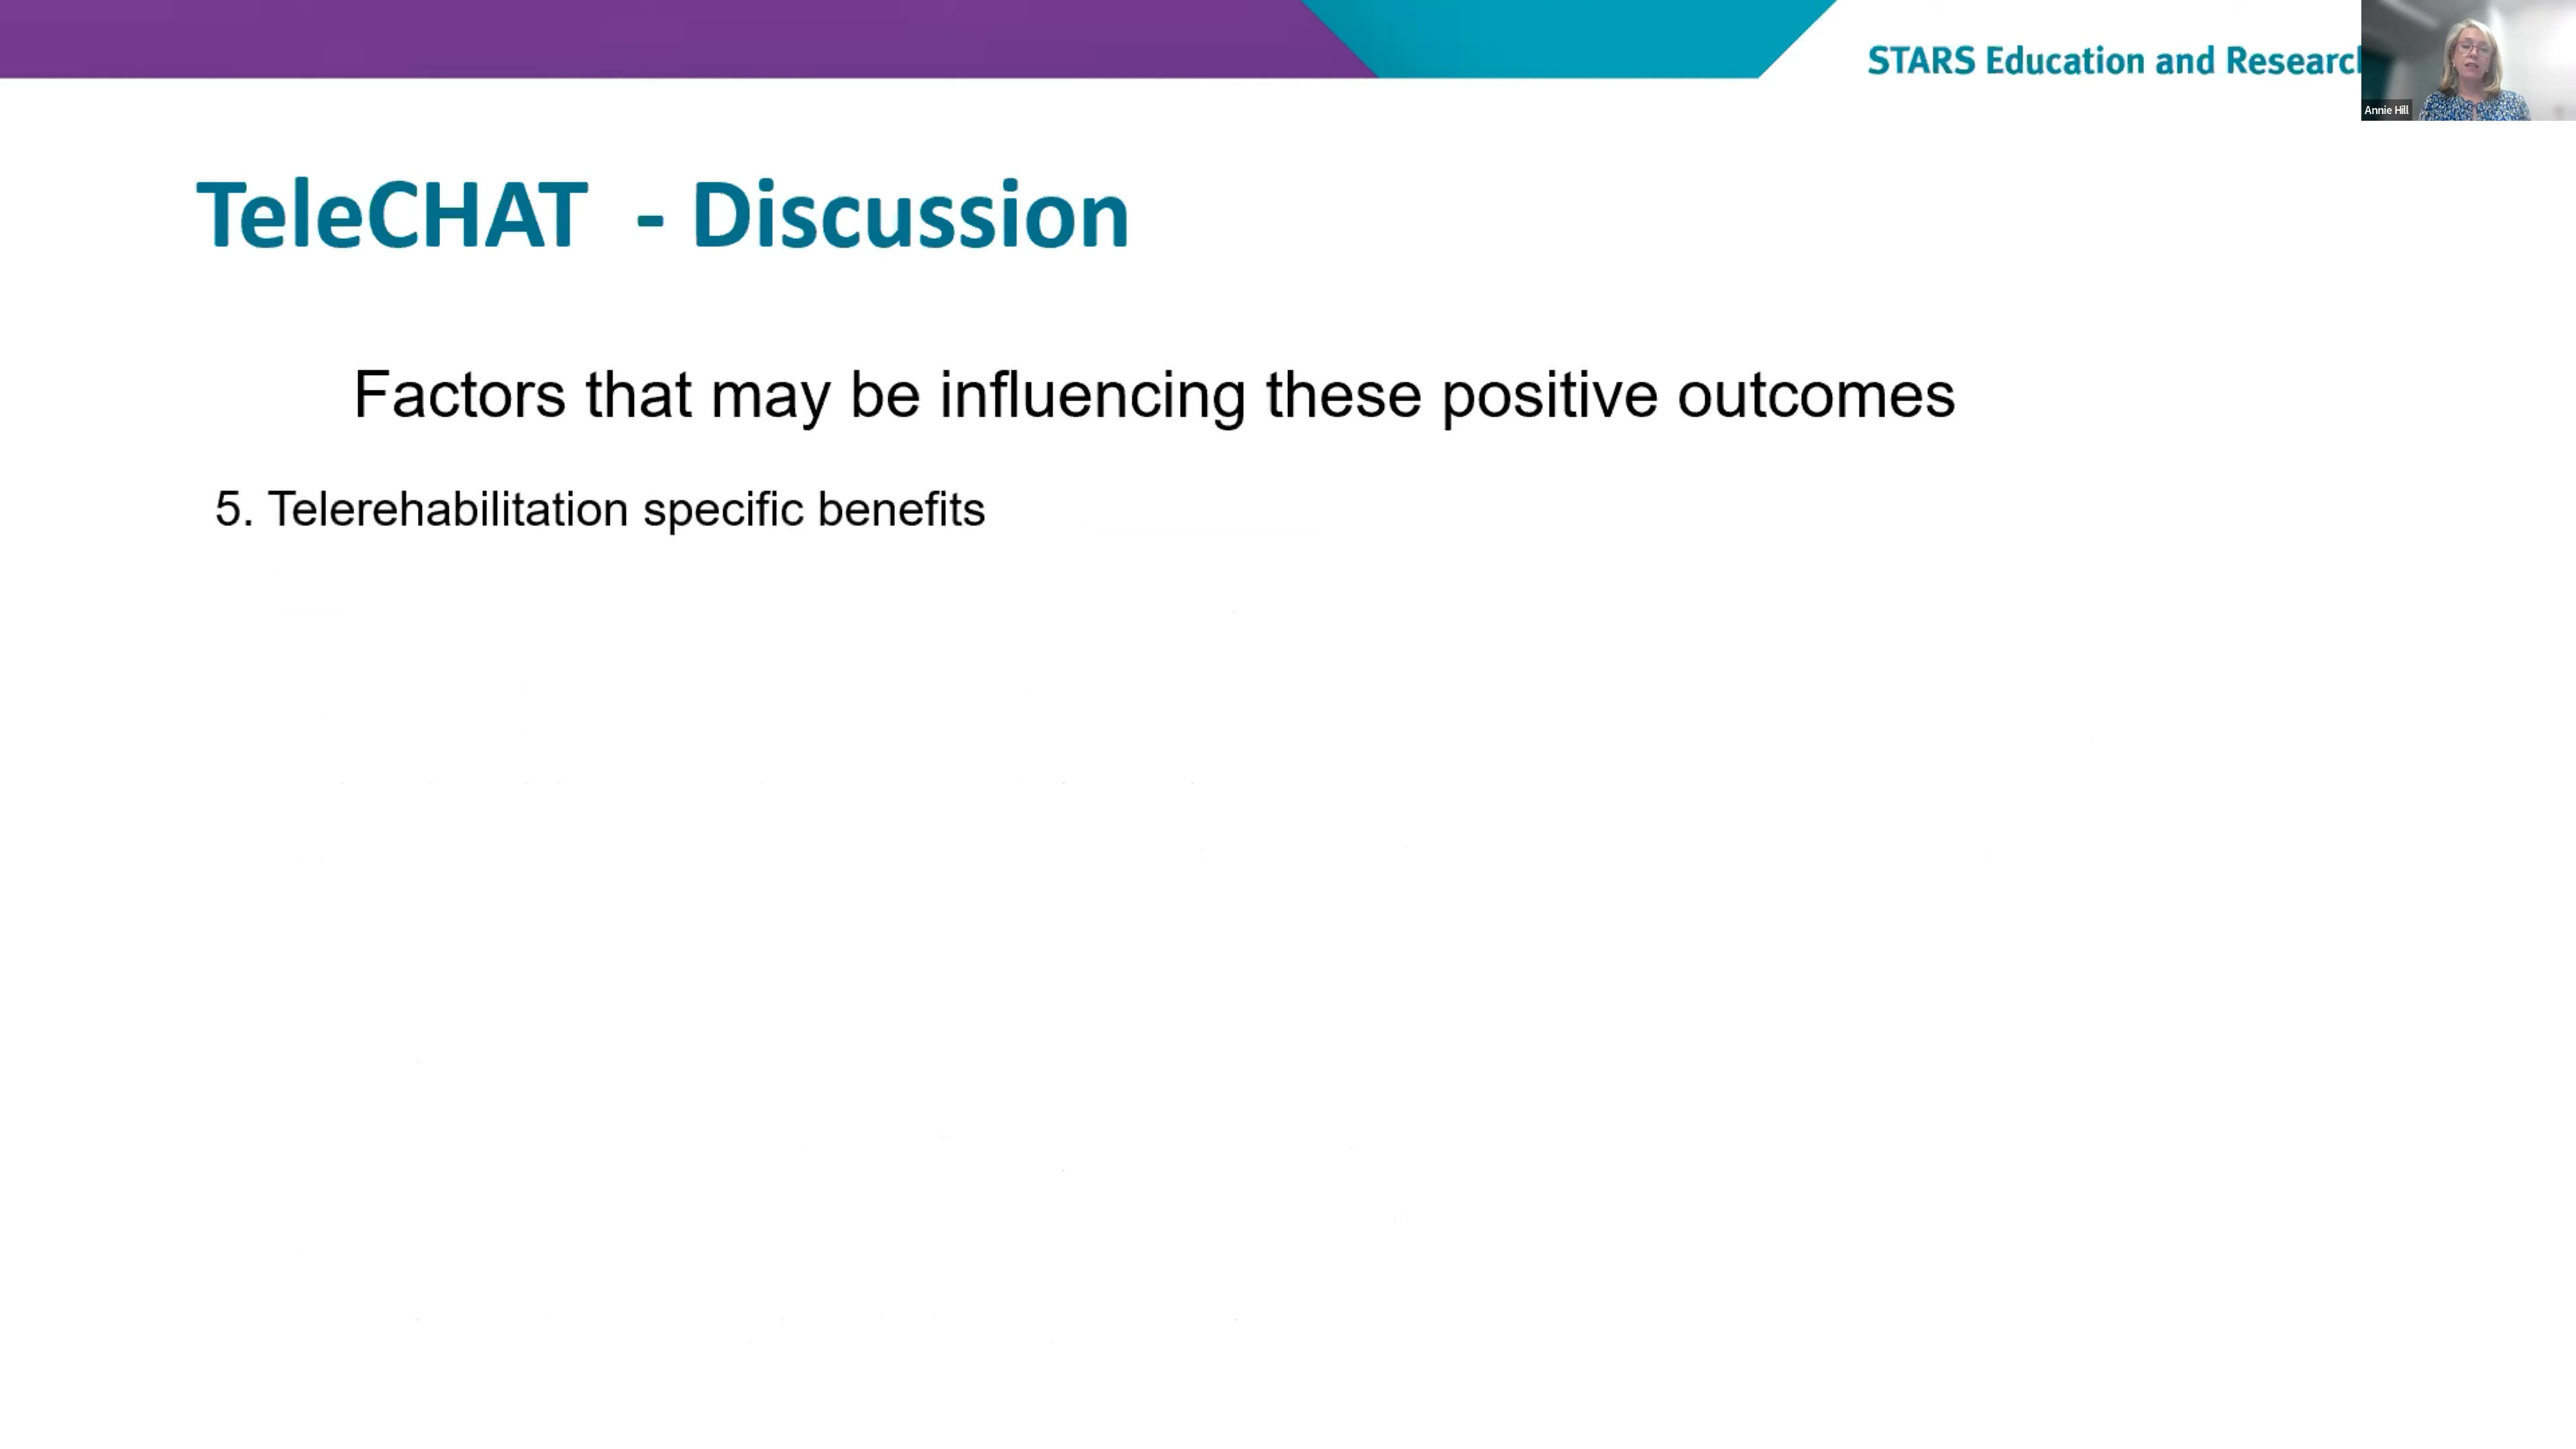 STARS Education and Research
Annie Hill
TeleCHAT - Discussion
Factors that may be influencing these positive outcomes
5. Telerehabilitation specific benefits